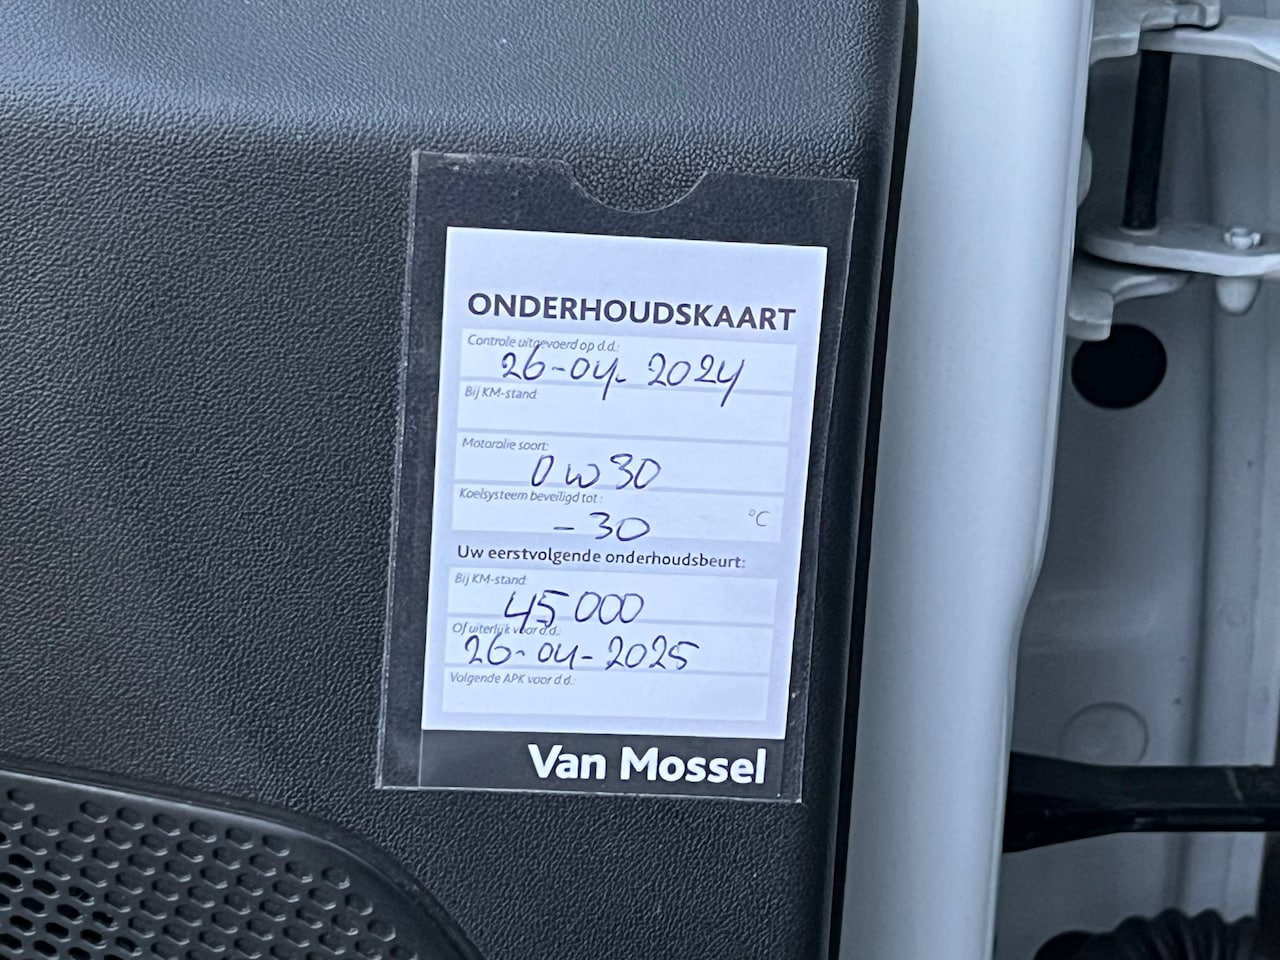 ONDERHOUDSKAART
Controle uitgevoerd op d.d.:
26-04-2024
Bij KM-stand:
Motorolie soort:
0w30
Koelsysteem beveiligd tot:
-30 °C
Uw eerstvolgende onderhoudsbeurt:
Bij KM-stand:
45000
Of uiterlijk voor d.d.:
26-04-2025
Volgende APK voor d.d.:
Van Mossel